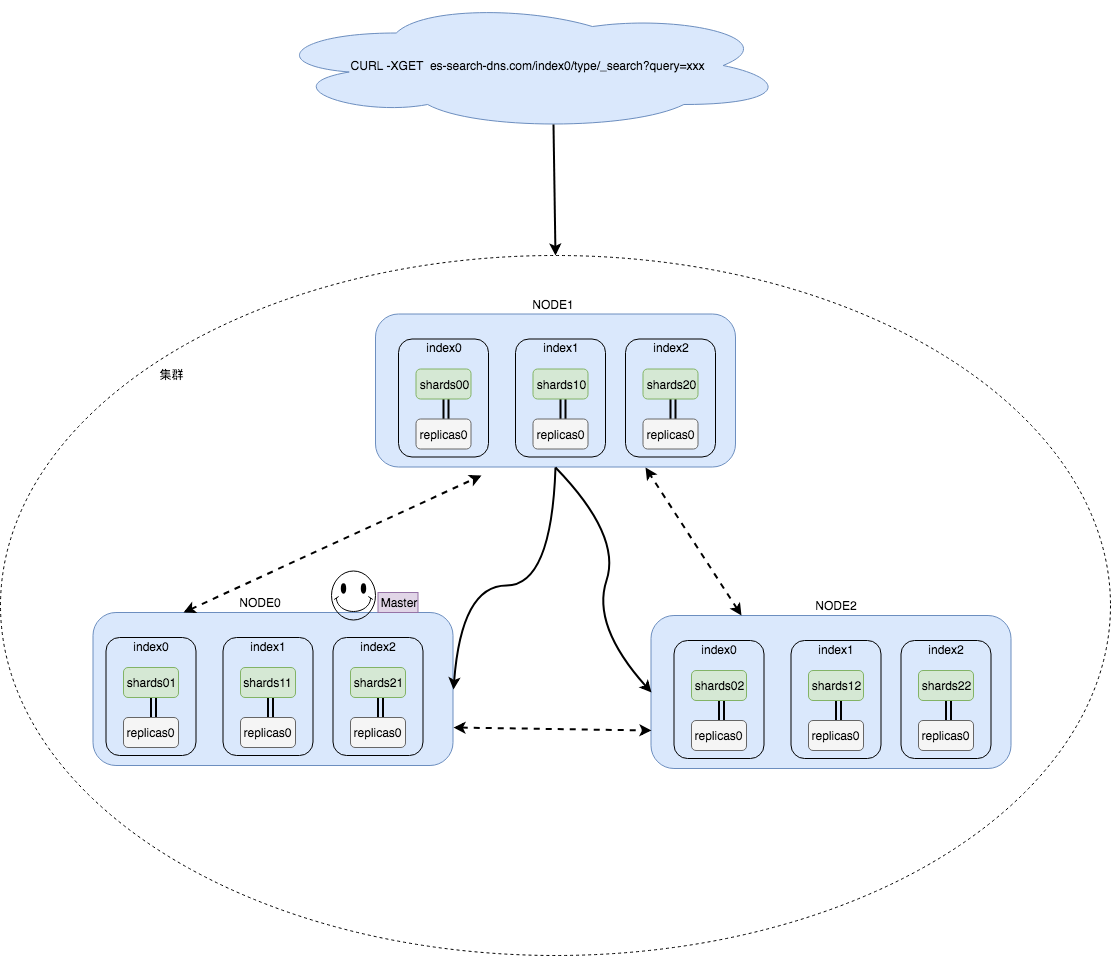 CURL -XGET  es-search-dns.com/index0/type/_search?query=xxx
集群
NODE1
index0
shards00
replicas0
index1
shards10
replicas0
index2
shards20
replicas0
NODE0
Master
index0
shards01
replicas0
index1
shards11
replicas0
index2
shards21
replicas0
NODE2
index0
shards02
replicas0
index1
shards12
replicas0
index2
shards22
replicas0